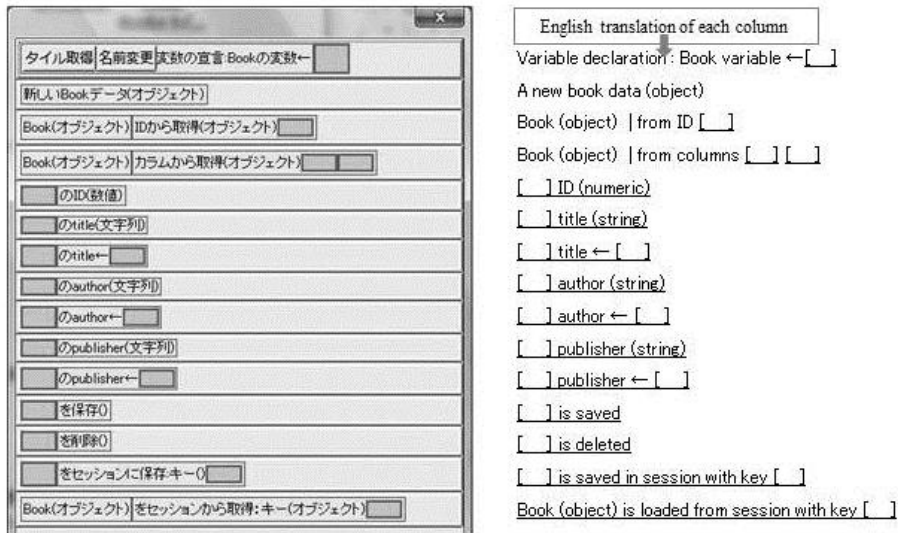 English translation of each column
タイル取得 名前変更 変数の宣言:Bookの変数←
新しいBookデータ(オブジェクト)
Book(オブジェクト) IDから取得(オブジェクト)
Book(オブジェクト) カラムから取得(オブジェクト)
のID(数値)
のtitle(文字列)
のtitle←
のauthor(文字列)
のauthor←
のpublisher(文字列)
のpublisher←
を保存()
を削除()
をセッションに保存:キー()
Book(オブジェクト) をセッションから取得:キー(オブジェクト)
Variable declaration : Book variable ←[ ]
A new book data (object)
Book (object) | from ID [ ]
Book (object) | from columns [ ] [ ]
[ ] ID (numeric)
[ ] title (string)
[ ] title ← [ ]
[ ] author (string)
[ ] author ← [ ]
[ ] publisher (string)
[ ] publisher ← [ ]
[ ] is saved
[ ] is deleted
[ ] is saved in session with key [ ]
Book (object) is loaded from session with key [ ]